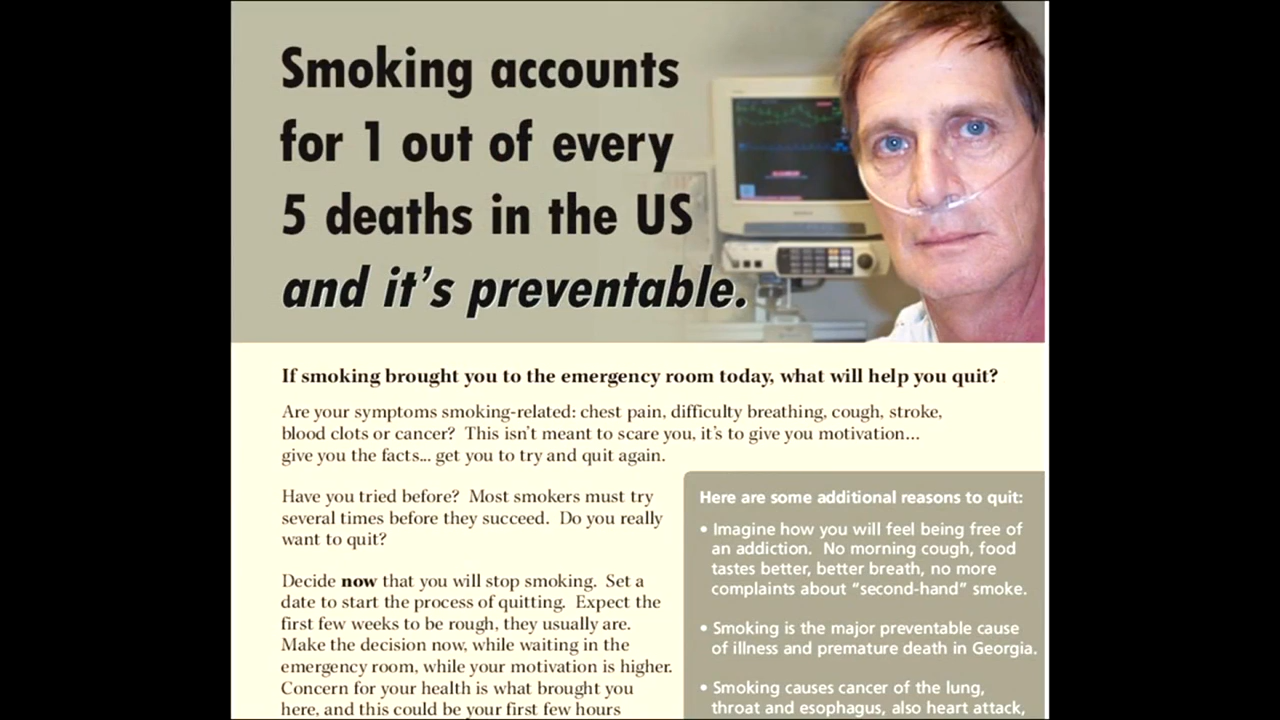 Smoking accounts
for 1 out of every
5 deaths in the US
and it's preventable.
If smoking brought you to the emergency room today, what will help you quit?
Are your symptoms smoking-related: chest pain, difficulty breathing, cough, stroke,
blood clots or cancer?  This isn't meant to scare you, it's to give you motivation...
give you the facts... get you to try and quit again.
Have you tried before?  Most smokers must try
several times before they succeed.  Do you really
want to quit?
Decide now that you will stop smoking.  Set a
date to start the process of quitting.  Expect the
first few weeks to be rough, they usually are.
Make the decision now, while waiting in the
emergency room, while your motivation is higher.
Concern for your health is what brought you
here, and this could be your first few hours
Here are some additional reasons to quit:
• Imagine how you will feel being free of
an addiction.  No morning cough, food
tastes better, better breath, no more
complaints about "second-hand" smoke.
• Smoking is the major preventable cause
of illness and premature death in Georgia.
• Smoking causes cancer of the lung,
throat and esophagus, also heart attack,